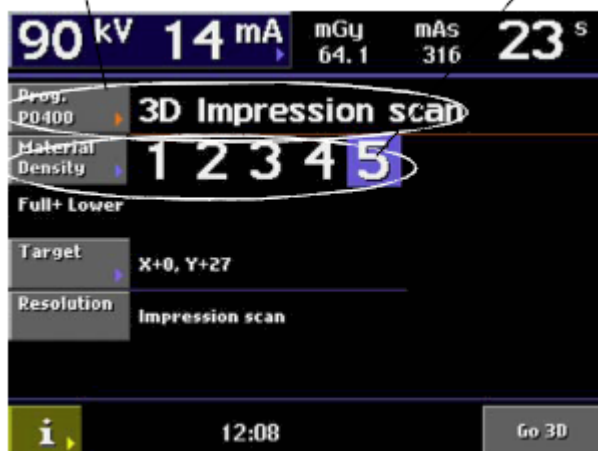 90 kV 14 mA mGy 64.1 mAs 316 23 s
Prog. P0400 3D Impression scan
Material Density 1 2 3 4 5
Full+ Lower
Target X+0, Y+27
Resolution Impression scan
i 12:08 Go 3D